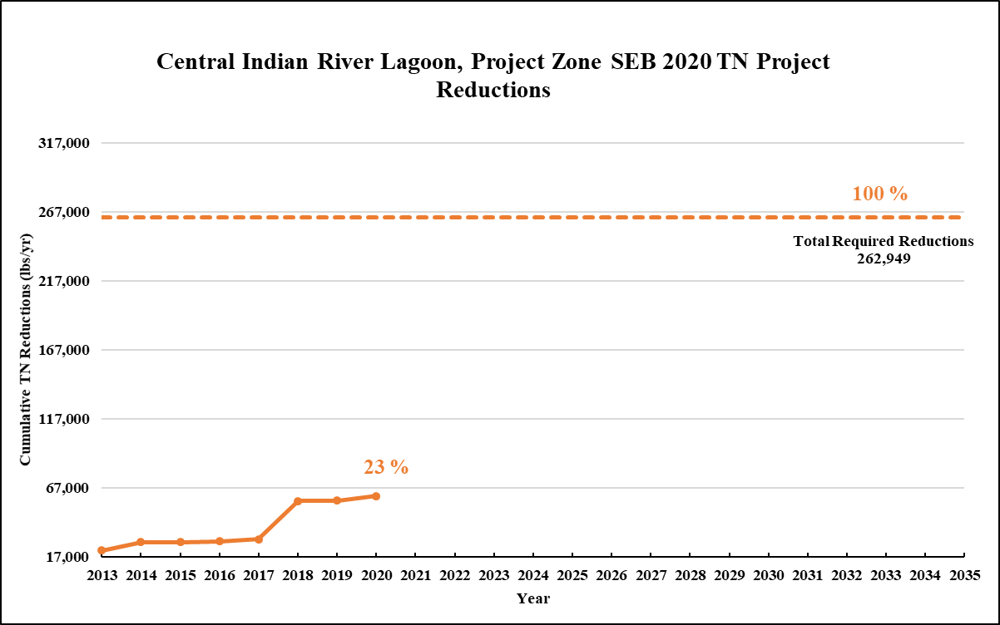 Central Indian River Lagoon, Project Zone SEB 2020 TN Project
Reductions
317,000
267,000
217,000
167,000
117,000
67,000
17,000
Cumulative TN Reductions (lbs/yr)
100 %
Total Required Reductions
262,949
23 %
2013 2014 2015 2016 2017 2018 2019 2020 2021 2022 2023 2024 2025 2026 2027 2028 2029 2030 2031 2032 2033 2034 2035
Year